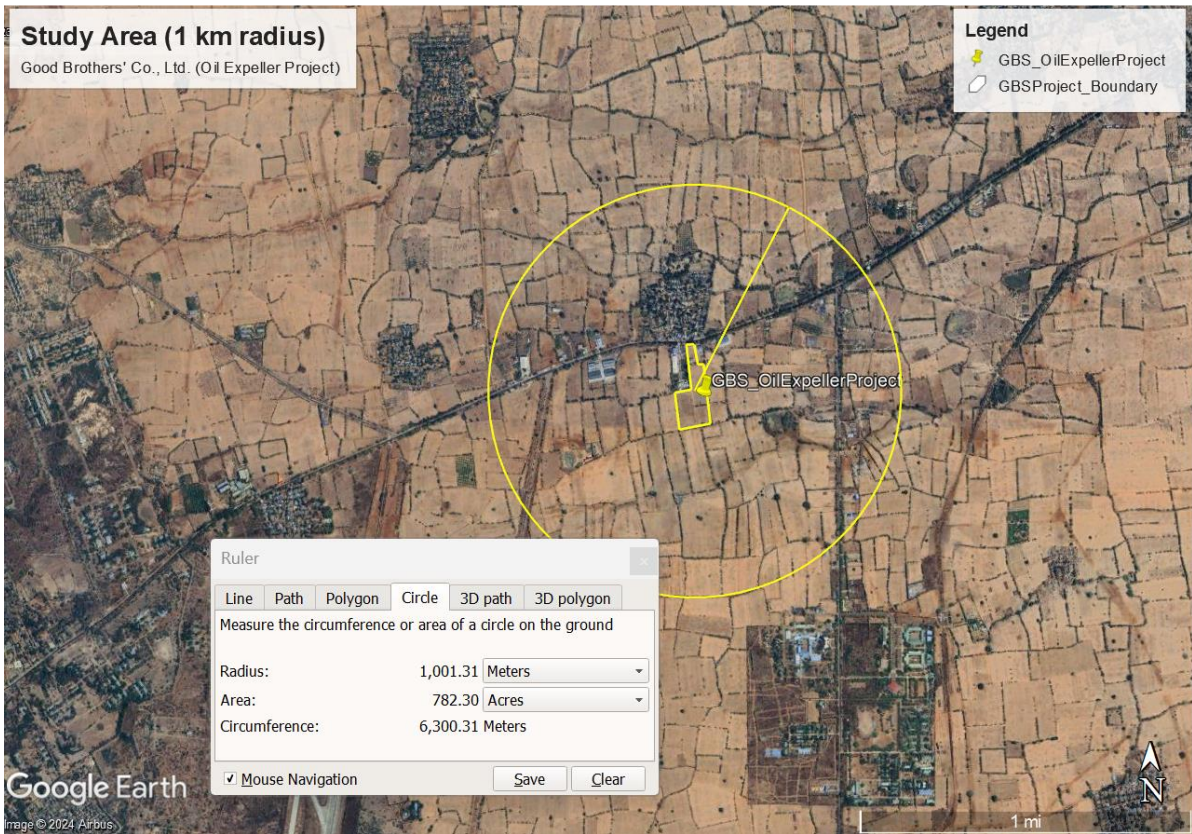 Study Area (1 km radius)
Good Brothers' Co., Ltd. (Oil Expeller Project)
Legend
GBS_OilExpellerProject
GBSProject_Boundary
GBS_OilExpellerProject
Ruler
Line Path Polygon Circle 3D path 3D polygon
Measure the circumference or area of a circle on the ground
Radius: 1,001.31 Meters
Area: 782.30 Acres
Circumference: 6,300.31 Meters
Mouse Navigation Save Clear
Google Earth
Image © 2024 Airbus
N
1 mi